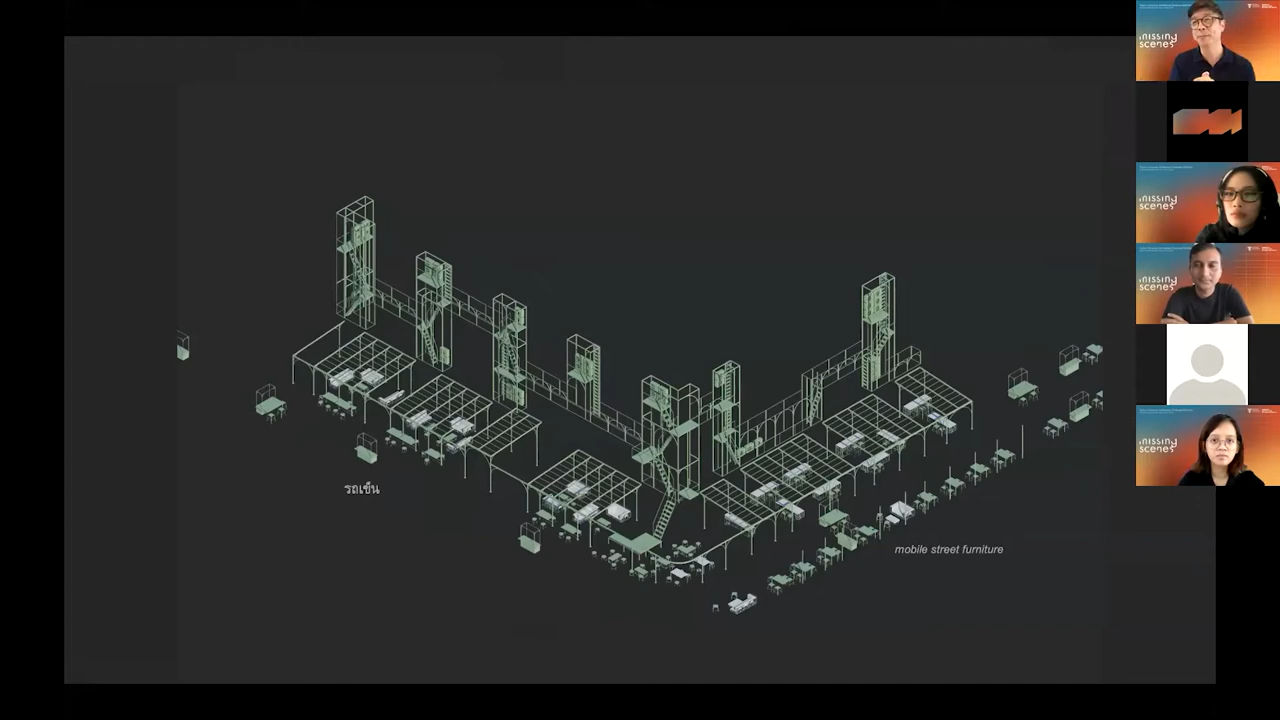 missing
scenes
รถเข็น
missing
scenes
missing
scenes
mobile street furniture
missing
scenes